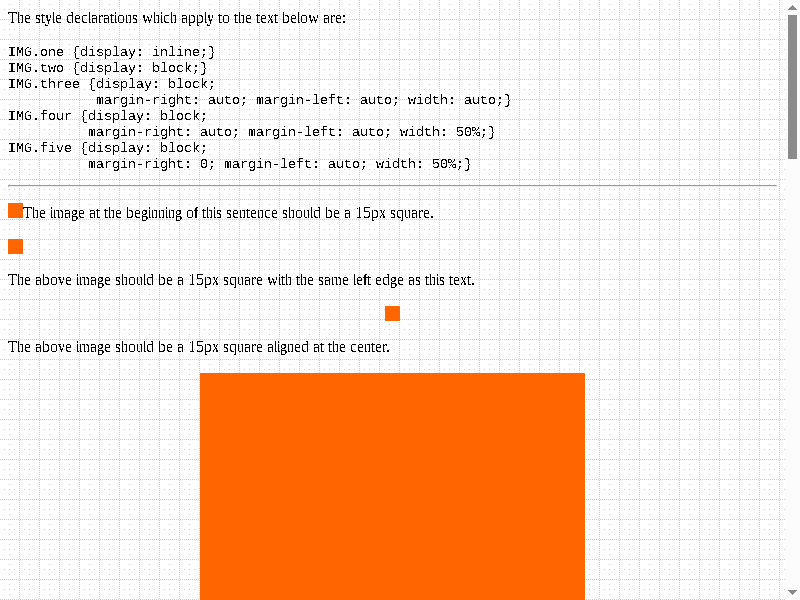 The style declarations which apply to the text below are:
IMG.one {display: inline;}
IMG.two {display: block;}
IMG.three {display: block;
margin-right: auto; margin-left: auto; width: auto;}
IMG.four {display: block;
margin-right: auto; margin-left: auto; width: 50%;}
IMG.five {display: block;
margin-right: 0; margin-left: auto; width: 50%;}
The image at the beginning of this sentence should be a 15px square.
The above image should be a 15px square with the same left edge as this text.
The above image should be a 15px square aligned at the center.